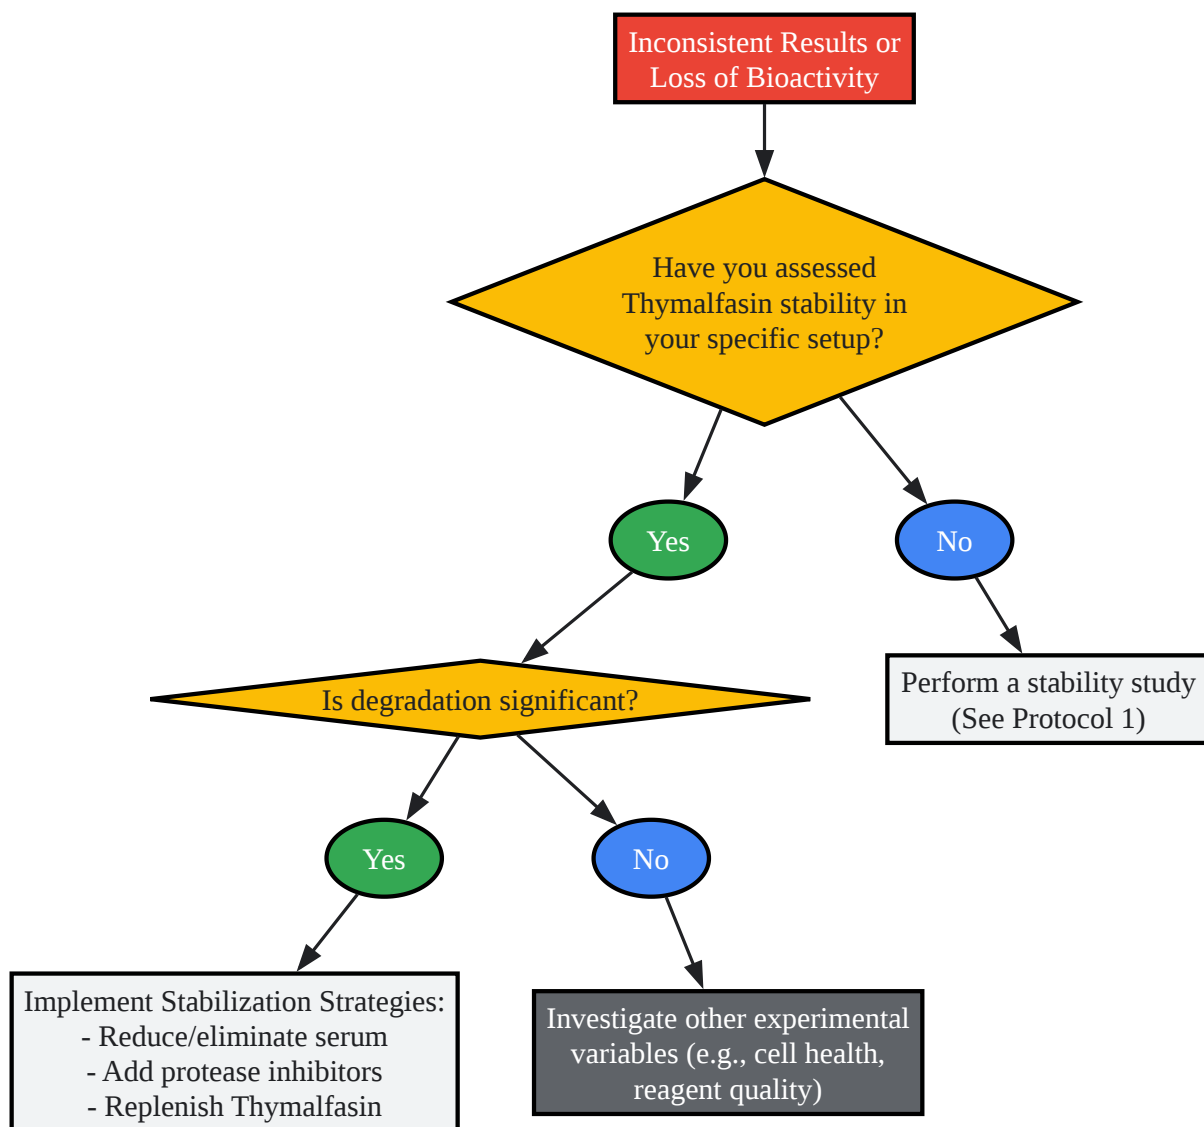 Inconsistent Results or
Loss of Bioactivity
Have you assessed
Thymalfasin stability in
your specific setup?
Yes
No
Is degradation significant?
Perform a stability study
(See Protocol 1)
Yes
No
Implement Stabilization Strategies:
- Reduce/eliminate serum
- Add protease inhibitors
- Replenish Thymalfasin
Investigate other experimental
variables (e.g., cell health,
reagent quality)